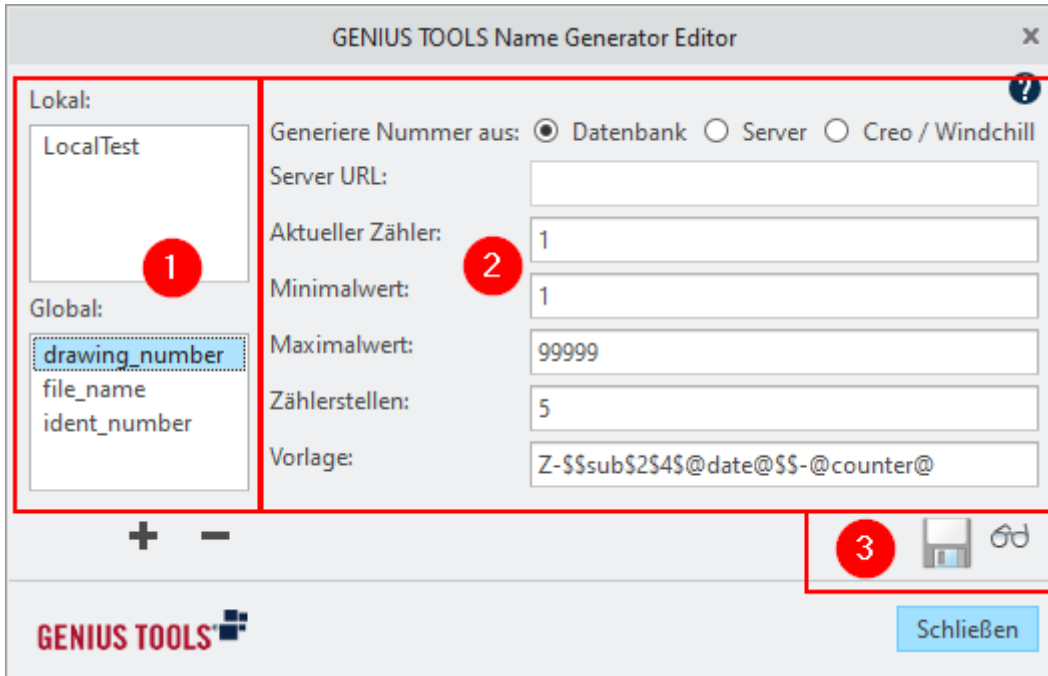 GENIUS TOOLS Name Generator Editor x
Lokal:
LocalTest
1
Global:
drawing_number
file_name
ident_number
?
Generiere Nummer aus: Datenbank Server Creo / Windchill
Server URL:
Aktueller Zähler: 1
2
Minimalwert: 1
Maximalwert: 99999
Zählerstellen: 5
Vorlage: Z-$$sub$2$4$@date@$$-@counter@
+ −
3
GENIUS TOOLS
Schließen